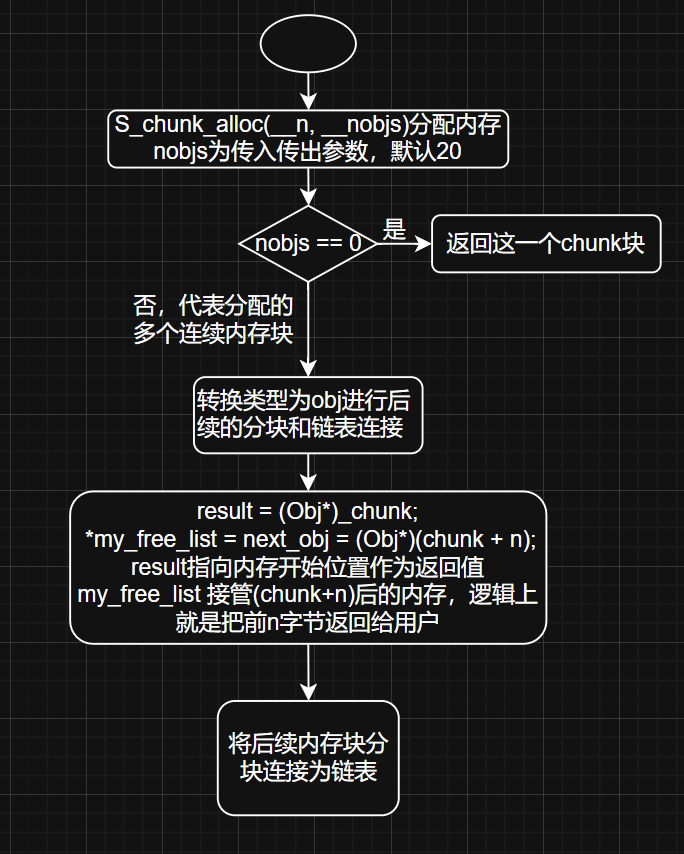 S_chunk_alloc(__n, __nobjs)分配内存
nobjs为传入传出参数，默认20
nobjs == 0
是
返回这一个chunk块
否，代表分配的
多个连续内存块
转换类型为obj进行后
续的分块和链表连接
result = (Obj*)_chunk;
*my_free_list = next_obj = (Obj*)(chunk + n);
result指向内存开始位置作为返回值
my_free_list 接管(chunk+n)后的内存，逻辑上
就是把前n字节返回给用户
将后续内存块分
块连接为链表